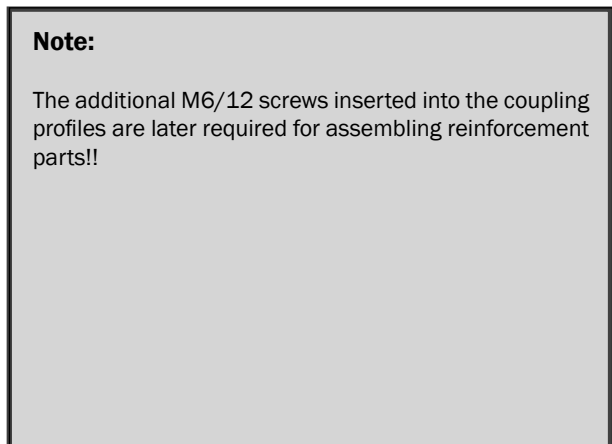 Note:
The additional M6/12 screws inserted into the coupling
profiles are later required for assembling reinforcement
parts!!